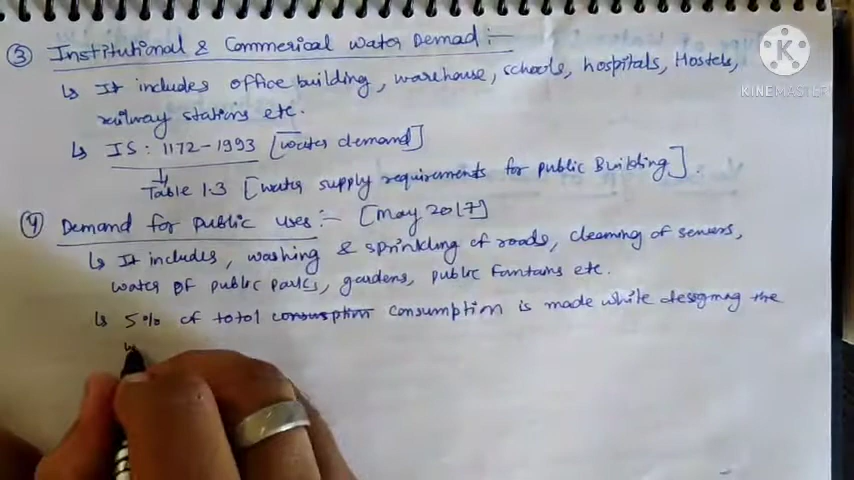 ③ Institutional & Commerical water Demad :-
↳ It includes office building, warehouse, schools, hospitals, Hostels,
railway stations etc.
↳ IS : 1172-1993 [water demand]
↓
Table 1.3 [water supply requirements for public Building].
④ Demand for public uses :- [May 2017]
↳ It includes, washing & sprinkling of roads, cleaning of sewers,
water of public parks, gardens, public fantains etc.
↳ 5% of total consusption consumption is made while designing the
K
KINEMASTER